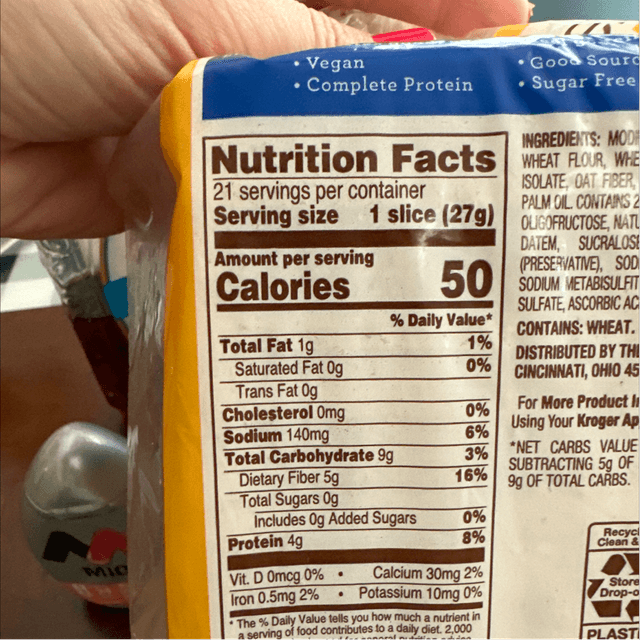 • Vegan
• Complete Protein
• Good Sourc
• Sugar Free
Nutrition Facts
21 servings per container
Serving size 1 slice (27g)
Amount per serving
Calories 50
% Daily Value*
Total Fat 1g 1%
Saturated Fat 0g 0%
Trans Fat 0g
Cholesterol 0mg 0%
Sodium 140mg 6%
Total Carbohydrate 9g 3%
Dietary Fiber 5g 16%
Total Sugars 0g
Includes 0g Added Sugars 0%
Protein 4g 8%
Vit. D 0mcg 0% • Calcium 30mg 2%
Iron 0.5mg 2% • Potassium 10mg 0%
* The % Daily Value tells you how much a nutrient in
a serving of food contributes to a daily diet. 2,000
INGREDIENTS: MODI
WHEAT FLOUR, WHE
ISOLATE, OAT FIBER,
PALM OIL. CONTAINS 2
OLIGOFRUCTOSE, NATU
DATEM, SUCRALOSE
(PRESERVATIVE), SOD
SODIUM METABISULFIT
SULFATE, ASCORBIC AC
CONTAINS: WHEAT.
DISTRIBUTED BY TH
CINCINNATI, OHIO 45
For More Product I
Using Your Kroger Ap
*NET CARBS VALUE
SUBTRACTING 5g OF
9g OF TOTAL CARBS.
Recycl
Clean &
Store
Drop-o
PLAST